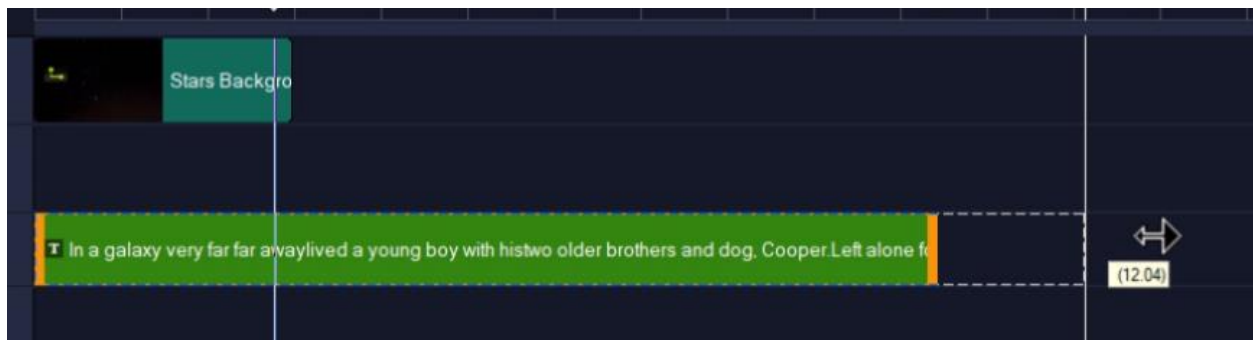 Stars Backgro
T In a galaxy very far far awaylived a young boy with histwo older brothers and dog, Cooper.Left alone fo
(12.04)